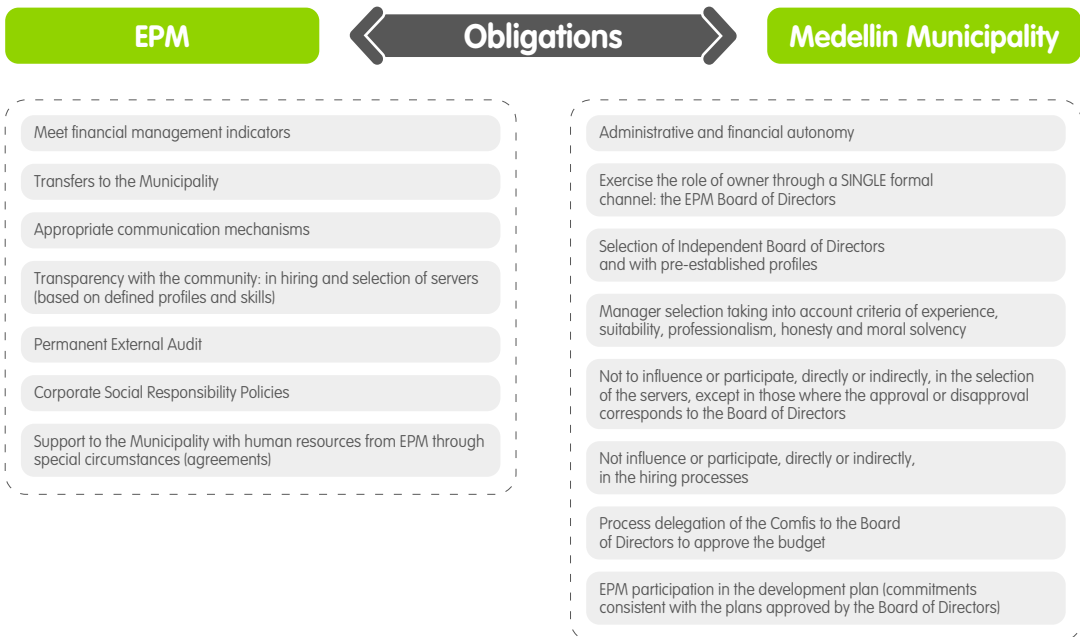 EPM
Obligations
Medellin Municipality
Meet financial management indicators
Transfers to the Municipality
Appropriate communication mechanisms
Transparency with the community: in hiring and selection of servers
(based on defined profiles and skills)
Permanent External Audit
Corporate Social Responsibility Policies
Support to the Municipality with human resources from EPM through
special circumstances (agreements)
Administrative and financial autonomy
Exercise the role of owner through a SINGLE formal
channel: the EPM Board of Directors
Selection of Independent Board of Directors
and with pre-established profiles
Manager selection taking into account criteria of experience,
suitability, professionalism, honesty and moral solvency
Not to influence or participate, directly or indirectly, in the selection
of the servers, except in those where the approval or disapproval
corresponds to the Board of Directors
Not influence or participate, directly or indirectly,
in the hiring processes
Process delegation of the Comfis to the Board
of Directors to approve the budget
EPM participation in the development plan (commitments
consistent with the plans approved by the Board of Directors)